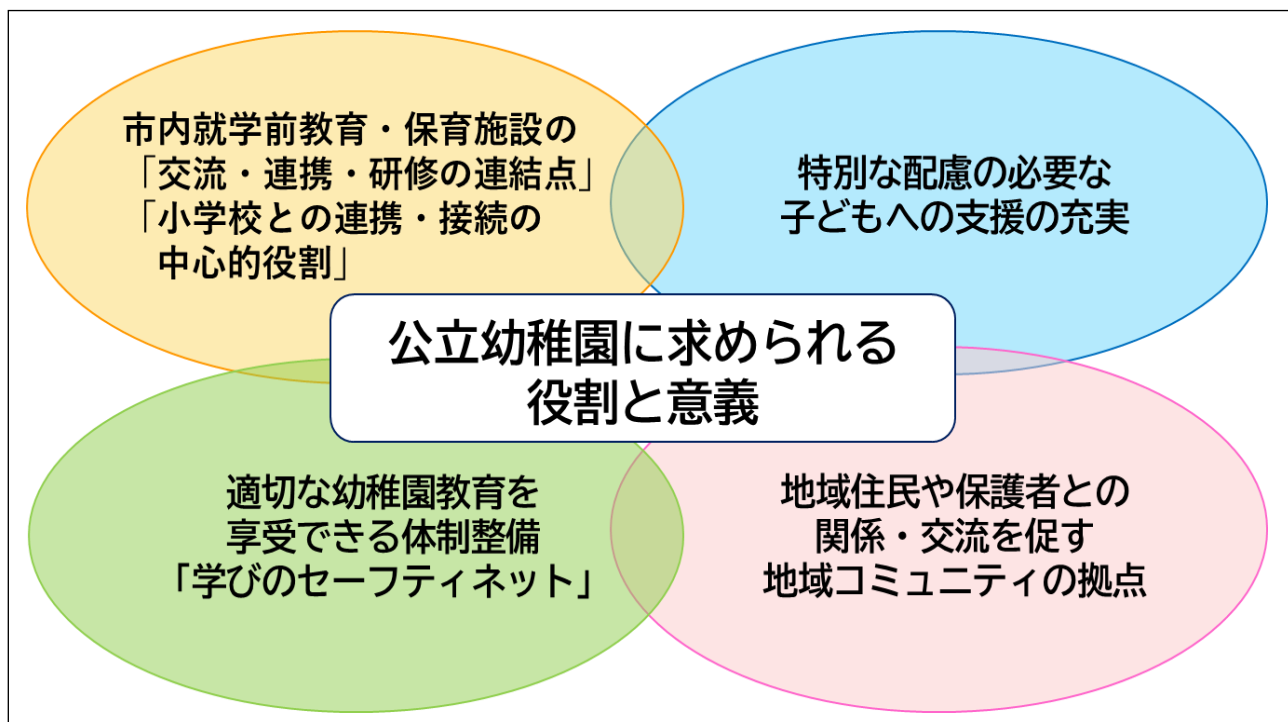 市内就学前教育・保育施設の
「交流・連携・研修の連結点」
「小学校との連携・接続の
中心的役割」
特別な配慮の必要な
子どもへの支援の充実
公立幼稚園に求められる
役割と意義
適切な幼稚園教育を
享受できる体制整備
「学びのセーフティネット」
地域住民や保護者との
関係・交流を促す
地域コミュニティの拠点